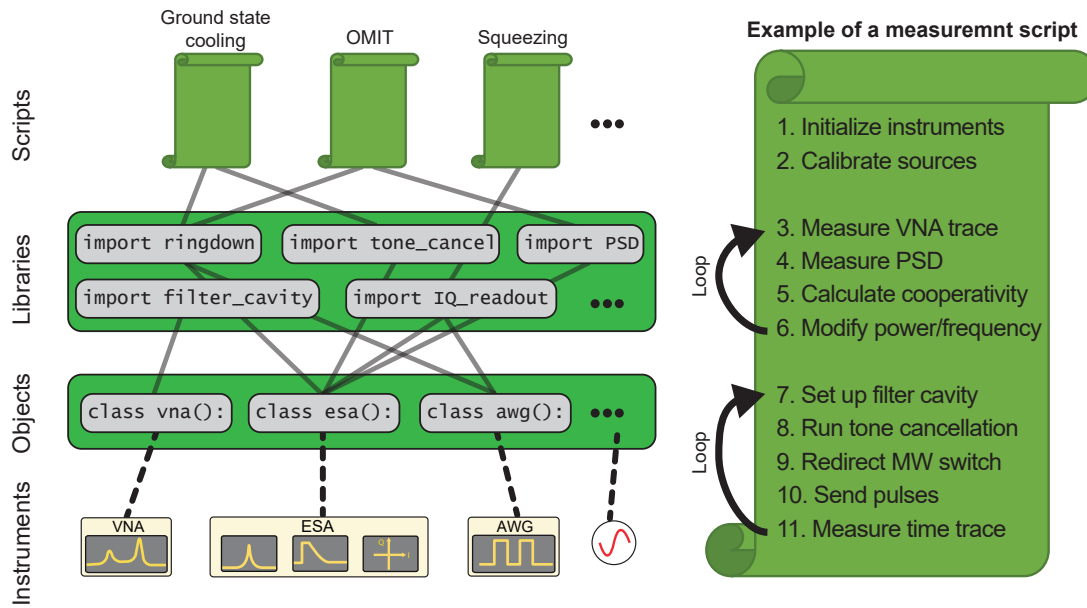 Ground state
cooling
OMIT
Squeezing
•••
Scripts
Libraries
import ringdown
import tone_cancel
import PSD
import filter_cavity
import IQ_readout
•••
Objects
class vna():
class esa():
class awg():
•••
Instruments
VNA
ESA
Q
I
AWG
Example of a measuremnt script
1. Initialize instruments
2. Calibrate sources
Loop
3. Measure VNA trace
4. Measure PSD
5. Calculate cooperativity
6. Modify power/frequency
Loop
7. Set up filter cavity
8. Run tone cancellation
9. Redirect MW switch
10. Send pulses
11. Measure time trace